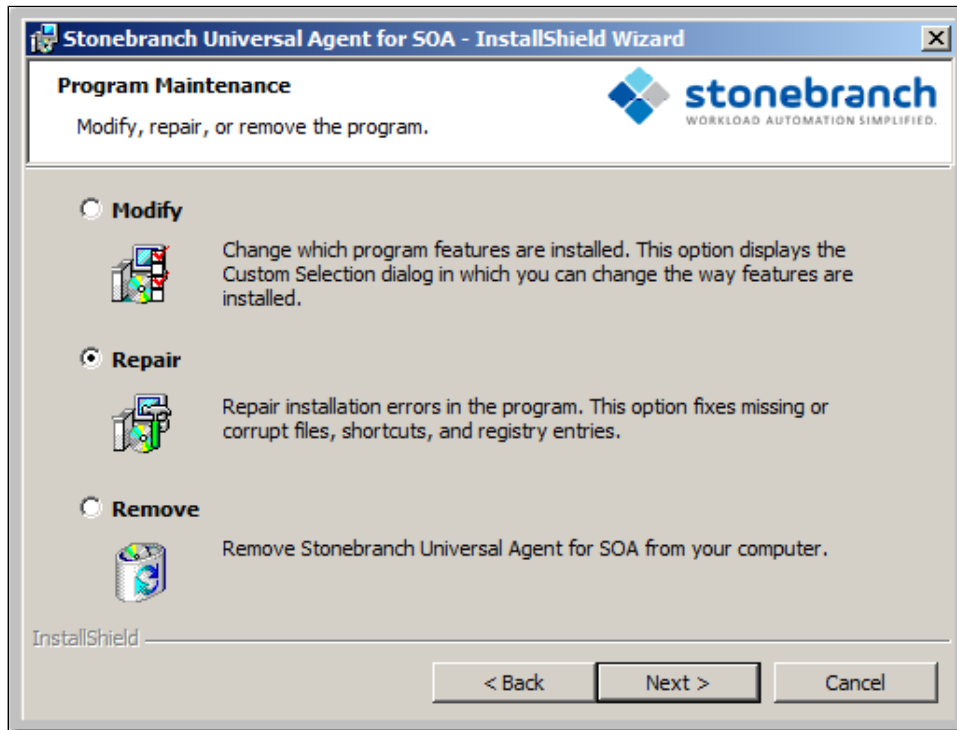 Stonebranch Universal Agent for SOA - InstallShield Wizard
Program Maintenance
Modify, repair, or remove the program.
stonebranch
WORKLOAD AUTOMATION SIMPLIFIED.
Modify
Change which program features are installed. This option displays the
Custom Selection dialog in which you can change the way features are
installed.
Repair
Repair installation errors in the program. This option fixes missing or
corrupt files, shortcuts, and registry entries.
Remove
Remove Stonebranch Universal Agent for SOA from your computer.
InstallShield
< Back
Next >
Cancel